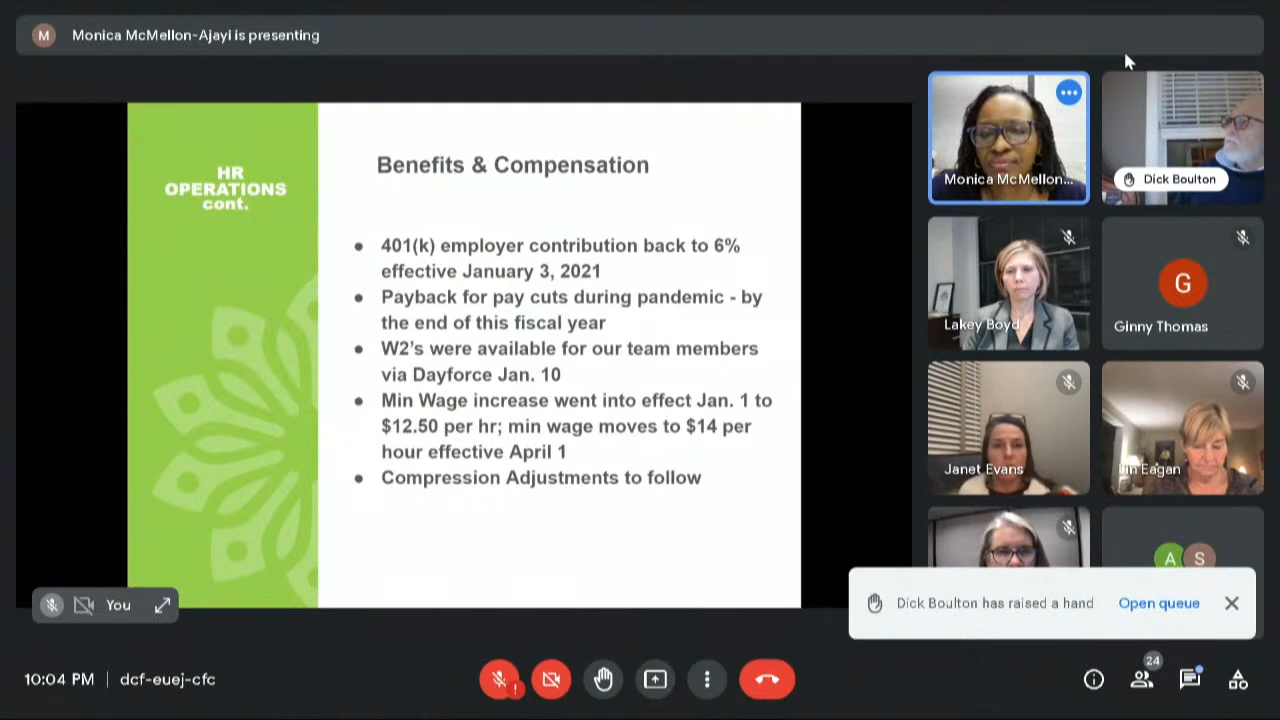 M
Monica McMellon-Ajayi is presenting
HR
OPERATIONS
cont.
Benefits & Compensation
● 401(k) employer contribution back to 6%
effective January 3, 2021
● Payback for pay cuts during pandemic - by
the end of this fiscal year
● W2's were available for our team members
via Dayforce Jan. 10
● Min Wage increase went into effect Jan. 1 to
$12.50 per hr; min wage moves to $14 per
hour effective April 1
● Compression Adjustments to follow
Monica McMellon...
Dick Boulton
Lakey Boyd
G
Ginny Thomas
Janet Evans
Lin Eagan
A S
You
Dick Boulton has raised a hand
Open queue
10:04 PM | dcf-euej-cfc
!
24